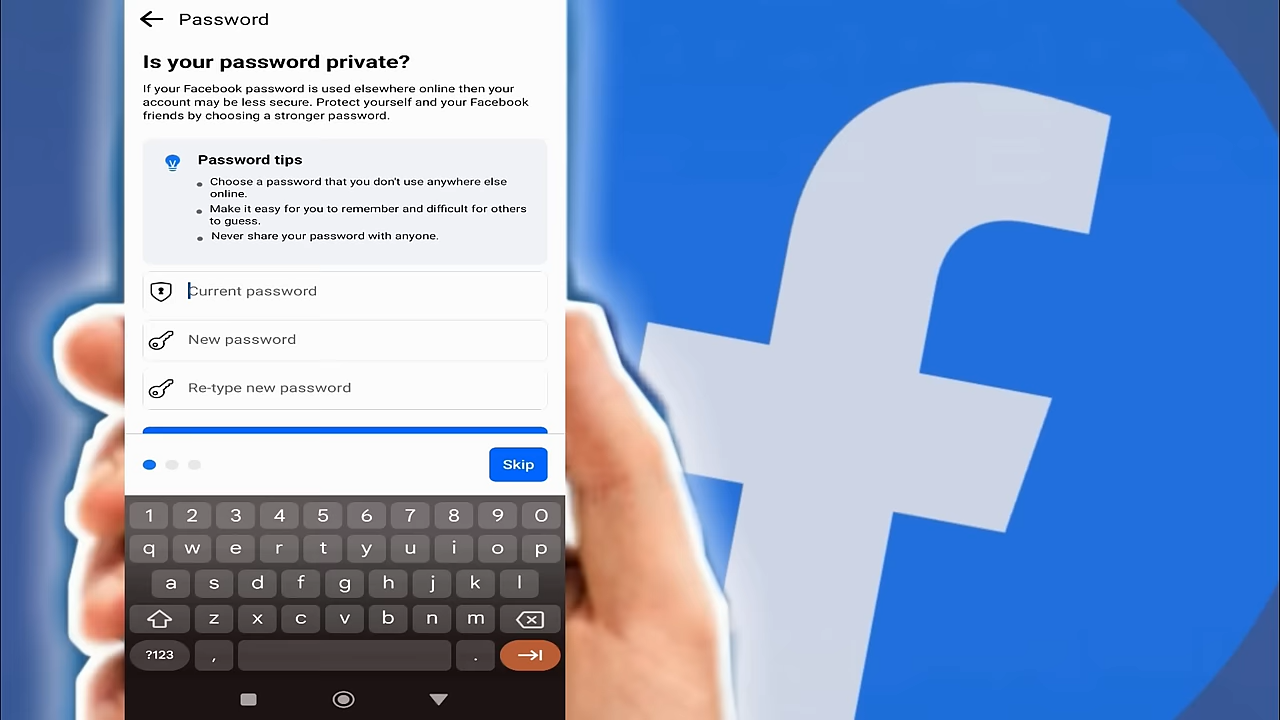 Password
Is your password private?
If your Facebook password is used elsewhere online then your
account may be less secure. Protect yourself and your Facebook
friends by choosing a stronger password.
Password tips
Choose a password that you don't use anywhere else
online.
Make it easy for you to remember and difficult for others
to guess.
Never share your password with anyone.
Current password
New password
Re-type new password
Skip
1 2 3 4 5 6 7 8 9 0
q w e r t y u i o p
a s d f g h j k l
z x c v b n m
?123 , .
f